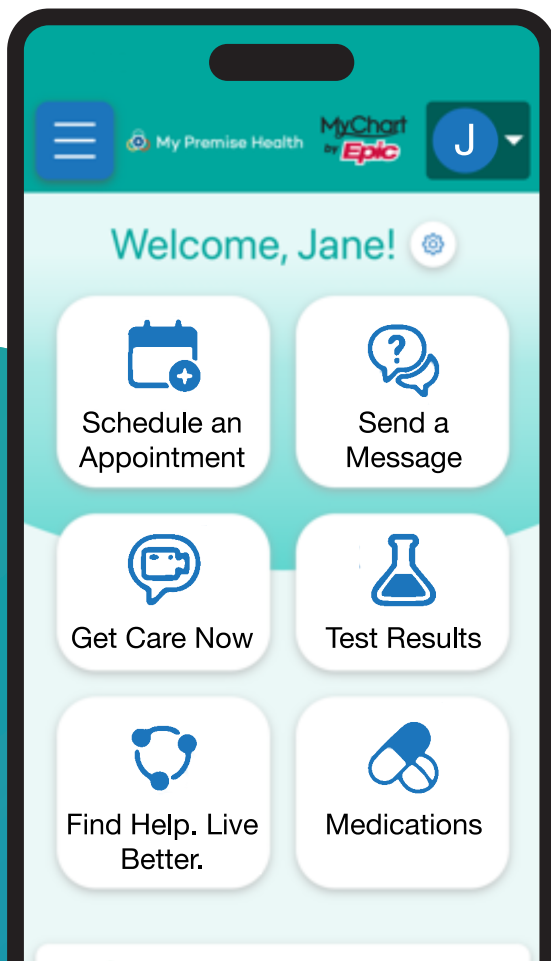 My Premise Health
MyChart
by Epic
J
Welcome, Jane!
Schedule an
Appointment
Send a
Message
?
Get Care Now
Test Results
Find Help. Live
Better.
Medications